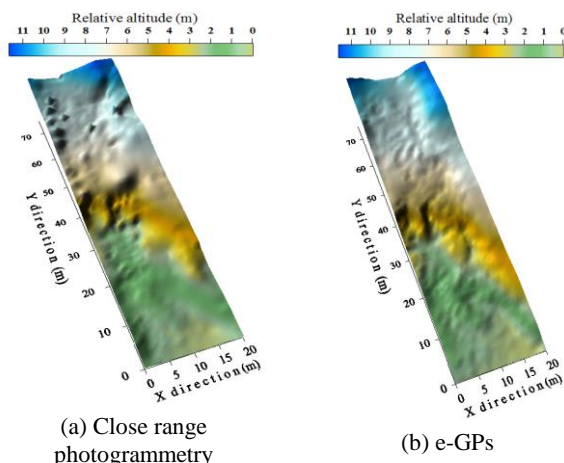 Relative altitude (m)
11 10 9 8 7 6 5 4 3 2 1 0
70
60
50
40
30
20
10
0
Y direction (m)
0 5 10 15 20
X direction (m)
(a) Close range
photogrammetry
Relative altitude (m)
11 10 9 8 7 6 5 4 3 2 1 0
70
60
50
40
30
20
10
0
Y direction (m)
0 5 10 15 20
X direction (m)
(b) e-GPs